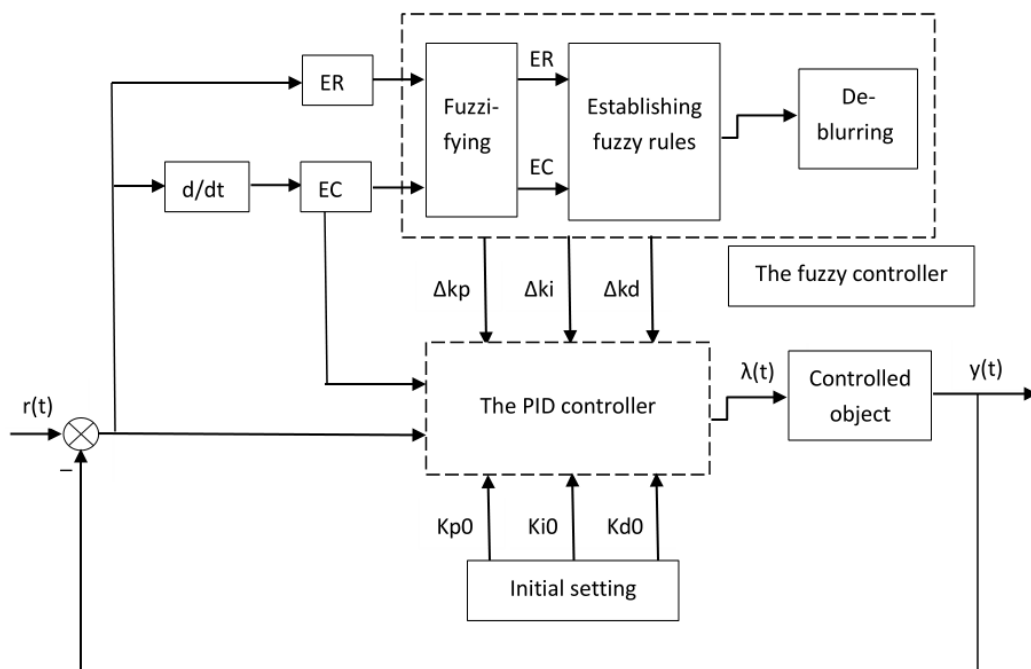 ER
Fuzzi-
fying
ER
EC
Establishing
fuzzy rules
De-
blurring
d/dt
EC
The fuzzy controller
Δkp
Δki
Δkd
r(t)
–
The PID controller
λ(t)
Controlled
object
y(t)
Kp0
Ki0
Kd0
Initial setting